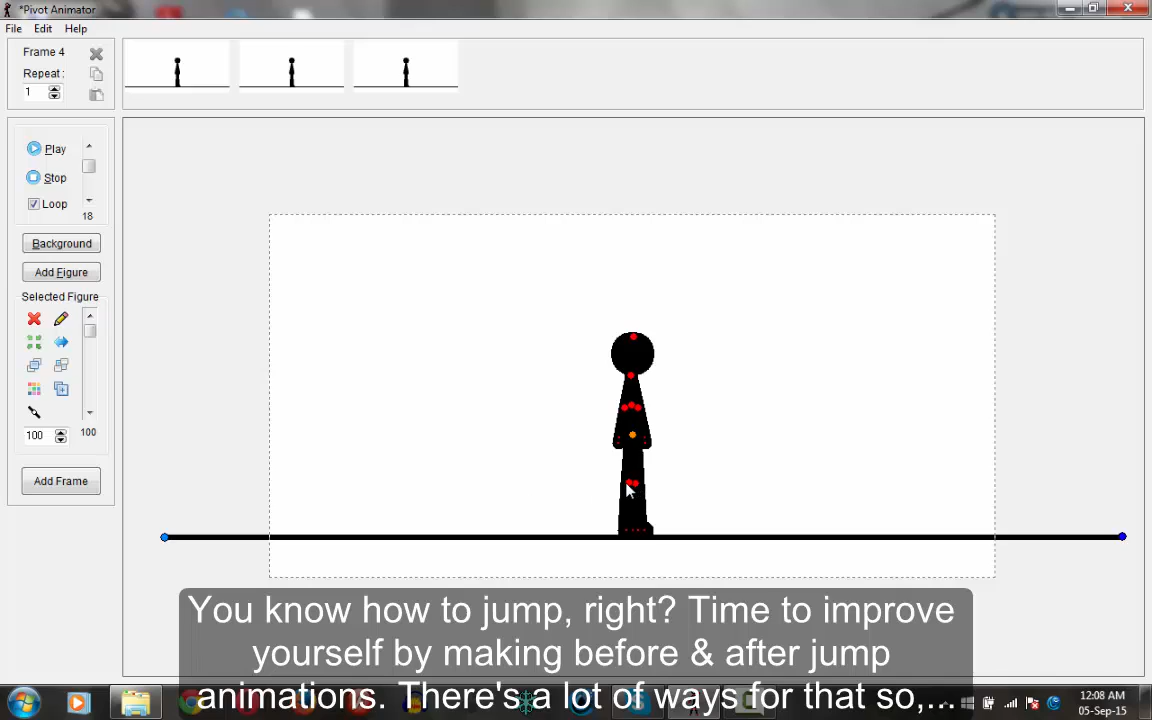 *Pivot Animator
File Edit Help
Frame 4
Repeat:
1
Play
Stop
Loop
18
Background
Add Figure
Selected Figure
100
100
Add Frame
You know how to jump, right? Time to improve
yourself by making before & after jump
animations. There's a lot of ways for that so,...
12:08 AM
05-Sep-15